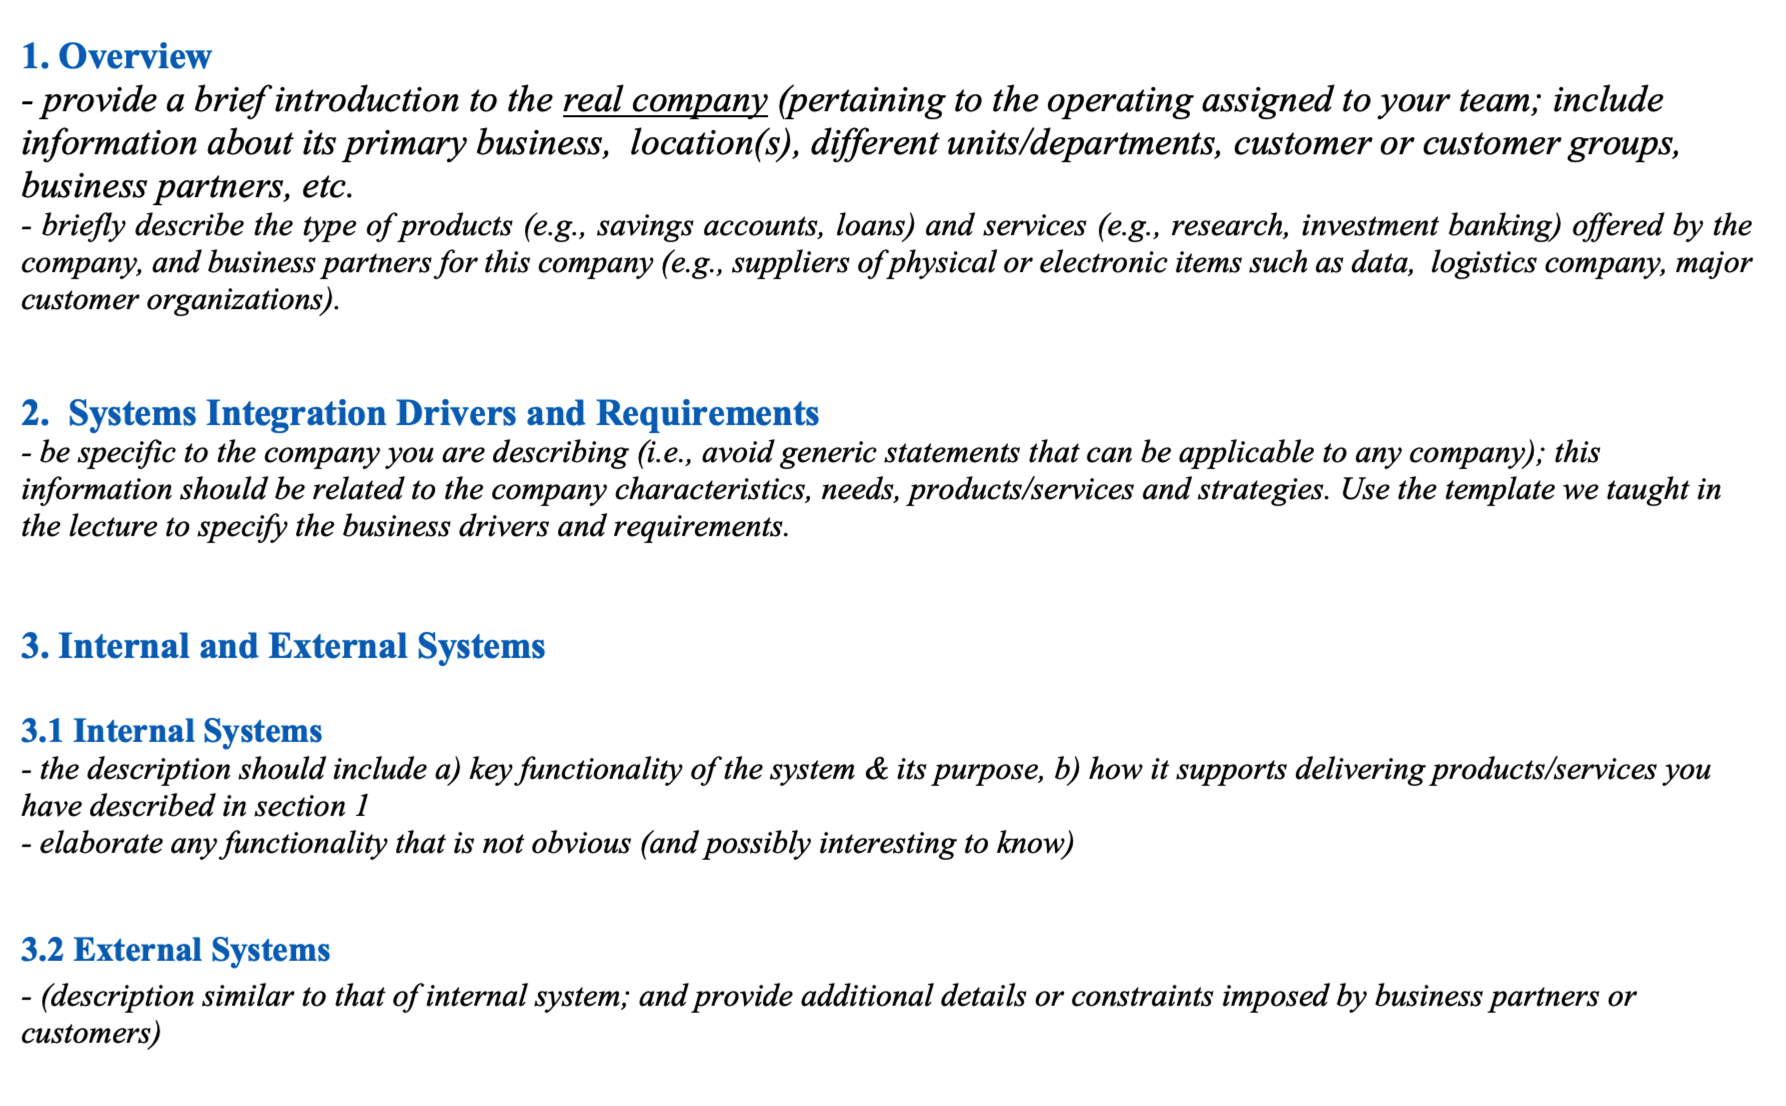 1. Overview
- provide a brief introduction to the real company (pertaining to the operating assigned to your team; include
information about its primary business, location(s), different units/departments, customer or customer groups,
business partners, etc.
- briefly describe the type of products (e.g., savings accounts, loans) and services (e.g., research, investment banking) offered by the
company, and business partners for this company (e.g., suppliers of physical or electronic items such as data, logistics company, major
customer organizations).
2. Systems Integration Drivers and Requirements
- be specific to the company you are describing (i.e., avoid generic statements that can be applicable to any company); this
information should be related to the company characteristics, needs, products/services and strategies. Use the template we taught in
the lecture to specify the business drivers and requirements.
3. Internal and External Systems
3.1 Internal Systems
- the description should include a) key functionality of the system & its purpose, b) how it supports delivering products/services you
have described in section 1
- elaborate any functionality that is not obvious (and possibly interesting to know)
3.2 External Systems
- (description similar to that of internal system; and provide additional details or constraints imposed by business partners or
customers)